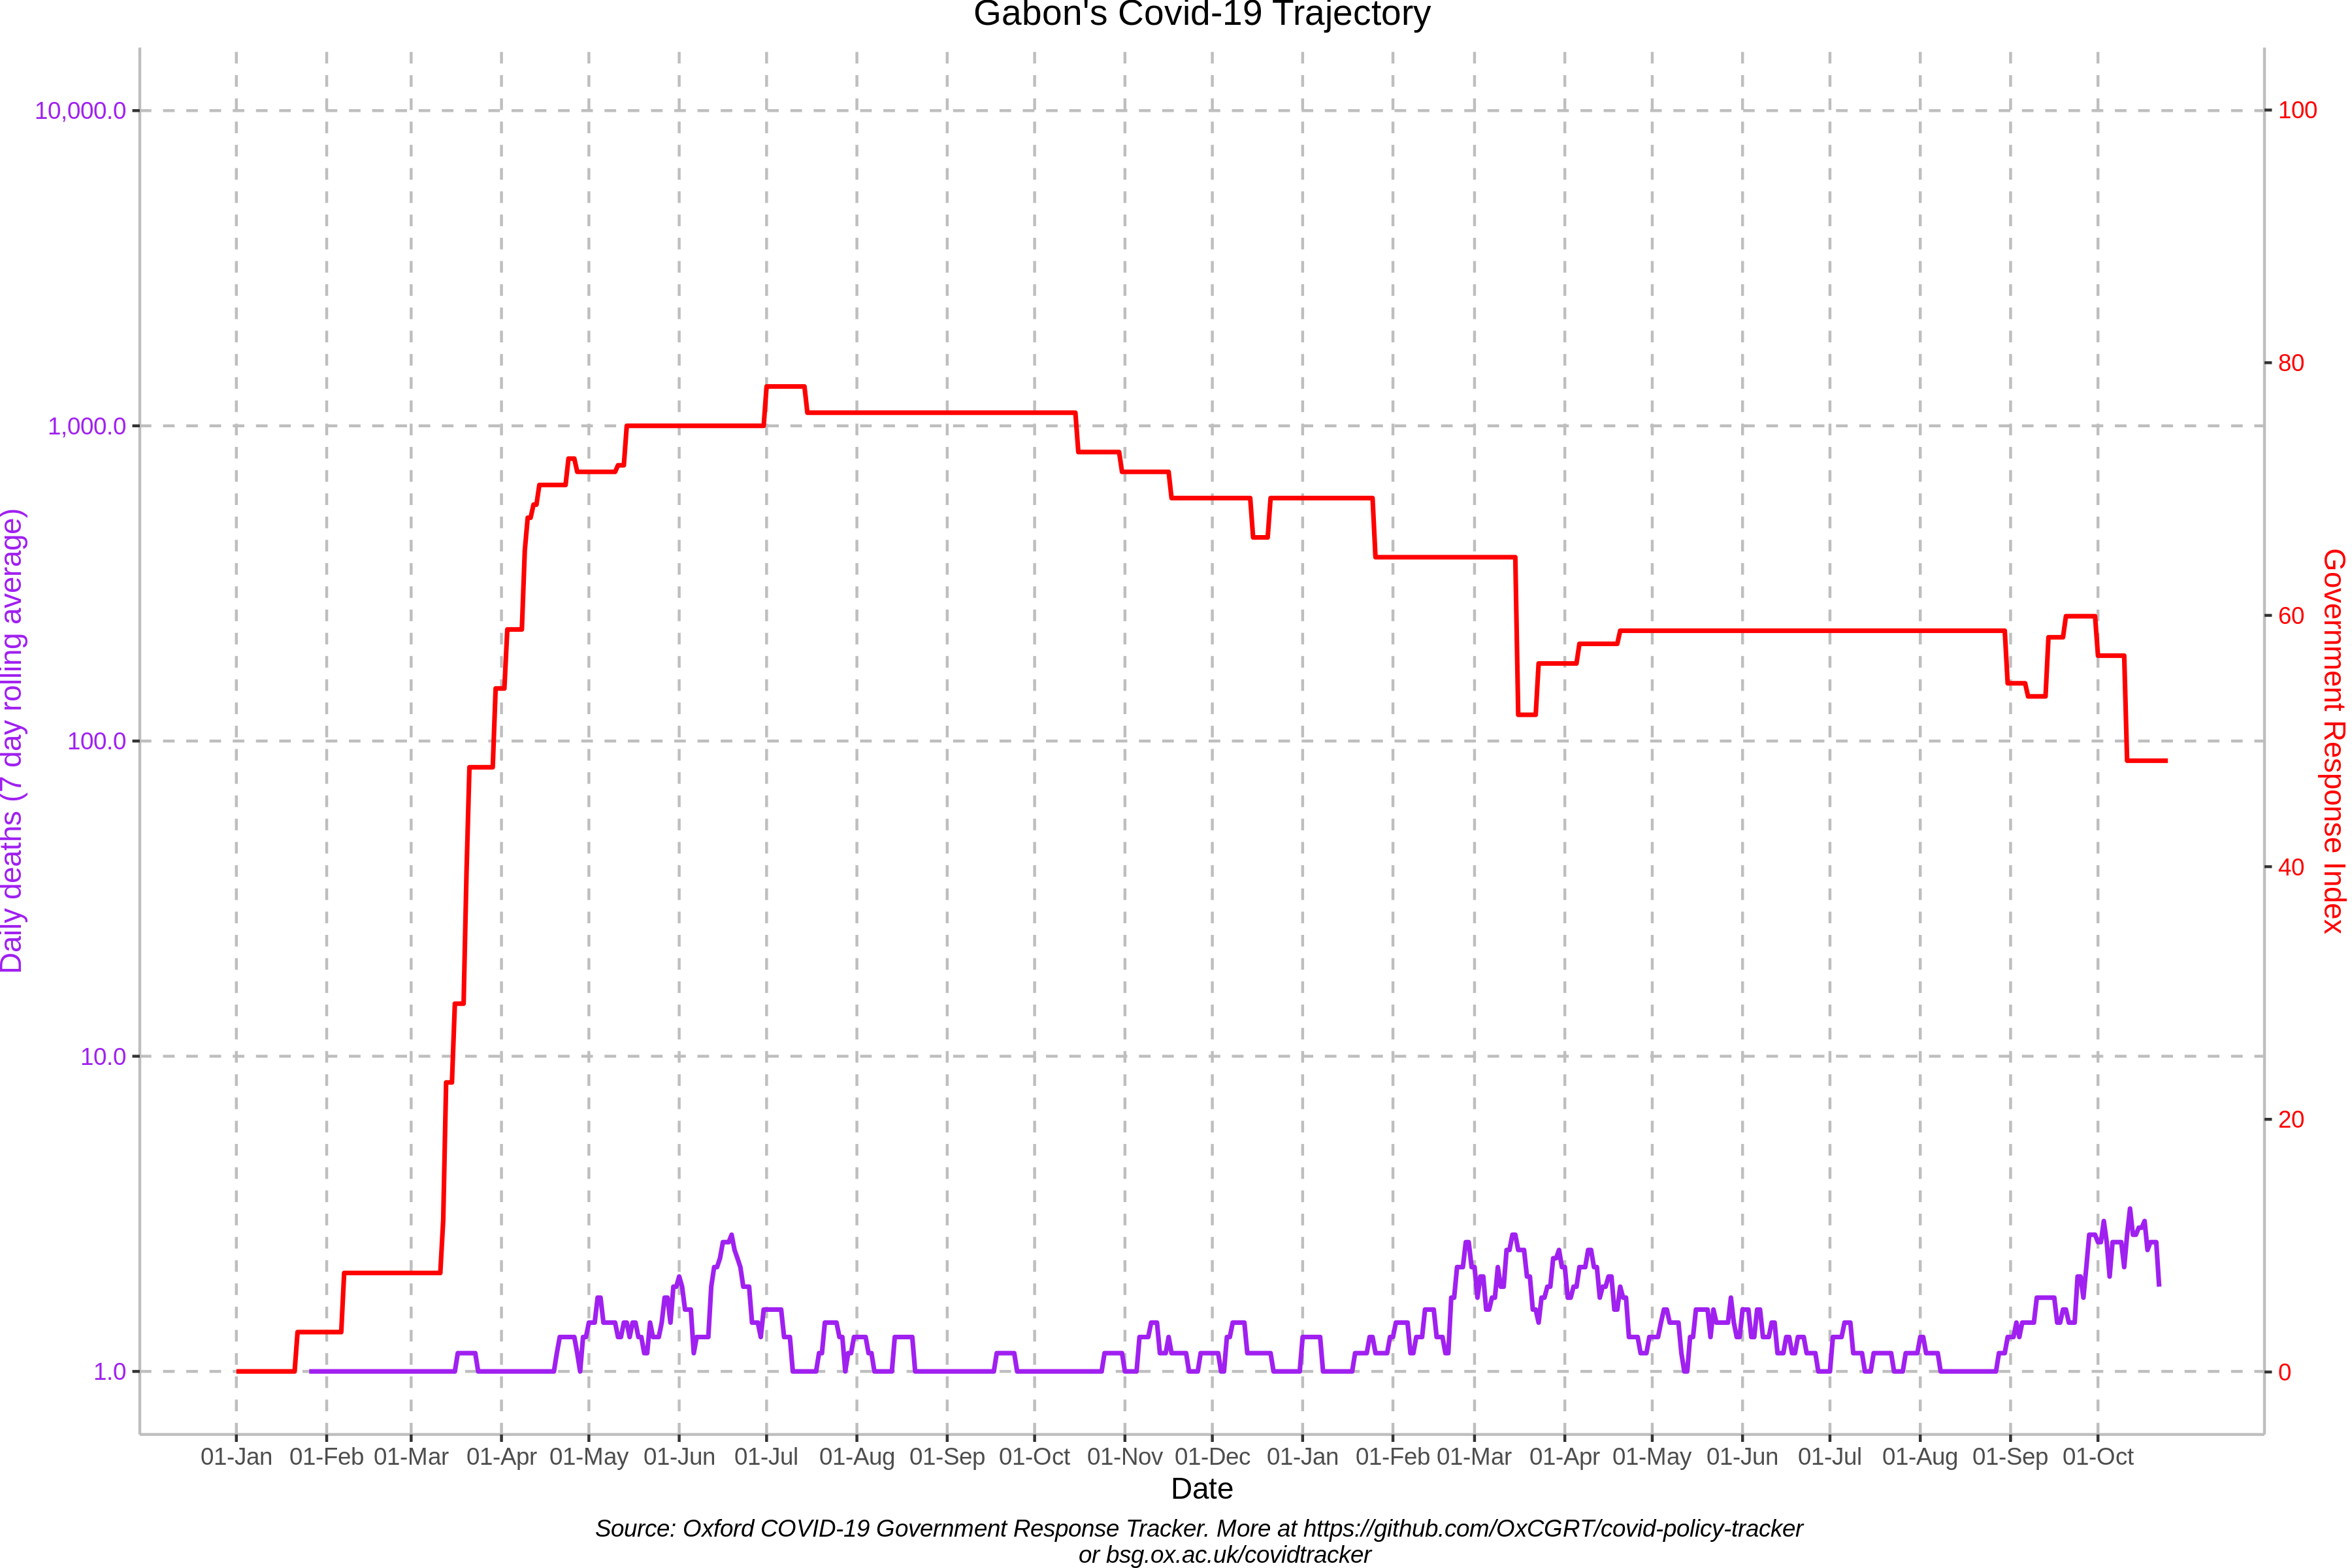 Gabon's Covid-19 Trajectory
Daily deaths (7 day rolling average)
10,000.0
1,000.0
100.0
10.0
1.0
100
80
60
40
20
0
Government Response Index
01-Jan 01-Feb 01-Mar 01-Apr 01-May 01-Jun 01-Jul 01-Aug 01-Sep 01-Oct 01-Nov 01-Dec 01-Jan 01-Feb 01-Mar 01-Apr 01-May 01-Jun 01-Jul 01-Aug 01-Sep 01-Oct
Date
Source: Oxford COVID-19 Government Response Tracker. More at https://github.com/OxCGRT/covid-policy-tracker
or bsg.ox.ac.uk/covidtracker